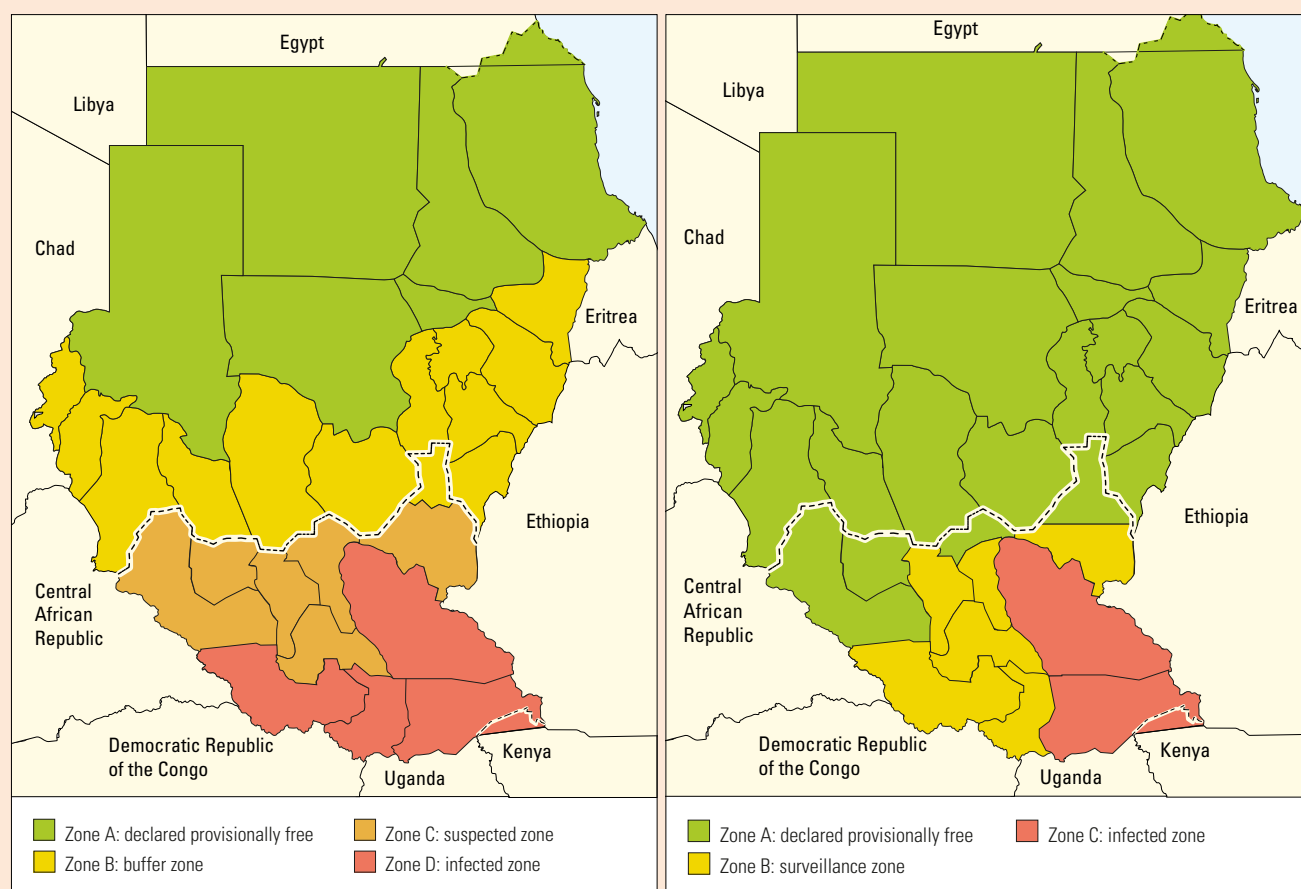 Egypt
Libya
Chad
Eritrea
Ethiopia
Central
African
Republic
Democratic Republic
of the Congo
Kenya
Uganda
Zone A: declared provisionally free
Zone B: buffer zone
Zone C: suspected zone
Zone D: infected zone
Egypt
Libya
Chad
Eritrea
Ethiopia
Central
African
Republic
Democratic Republic
of the Congo
Kenya
Uganda
Zone A: declared provisionally free
Zone B: surveillance zone
Zone C: infected zone